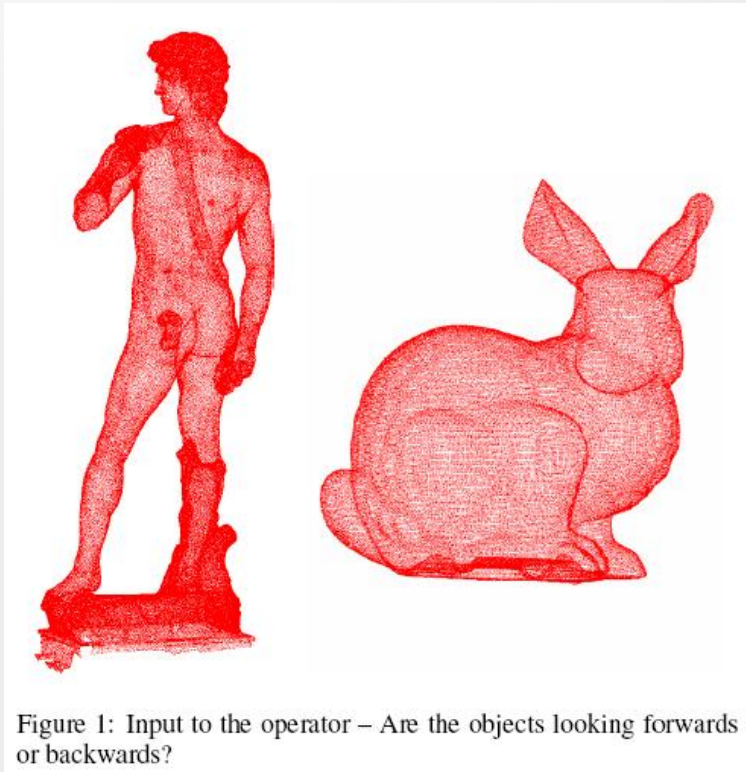 Figure 1: Input to the operator – Are the objects looking forwards
or backwards?